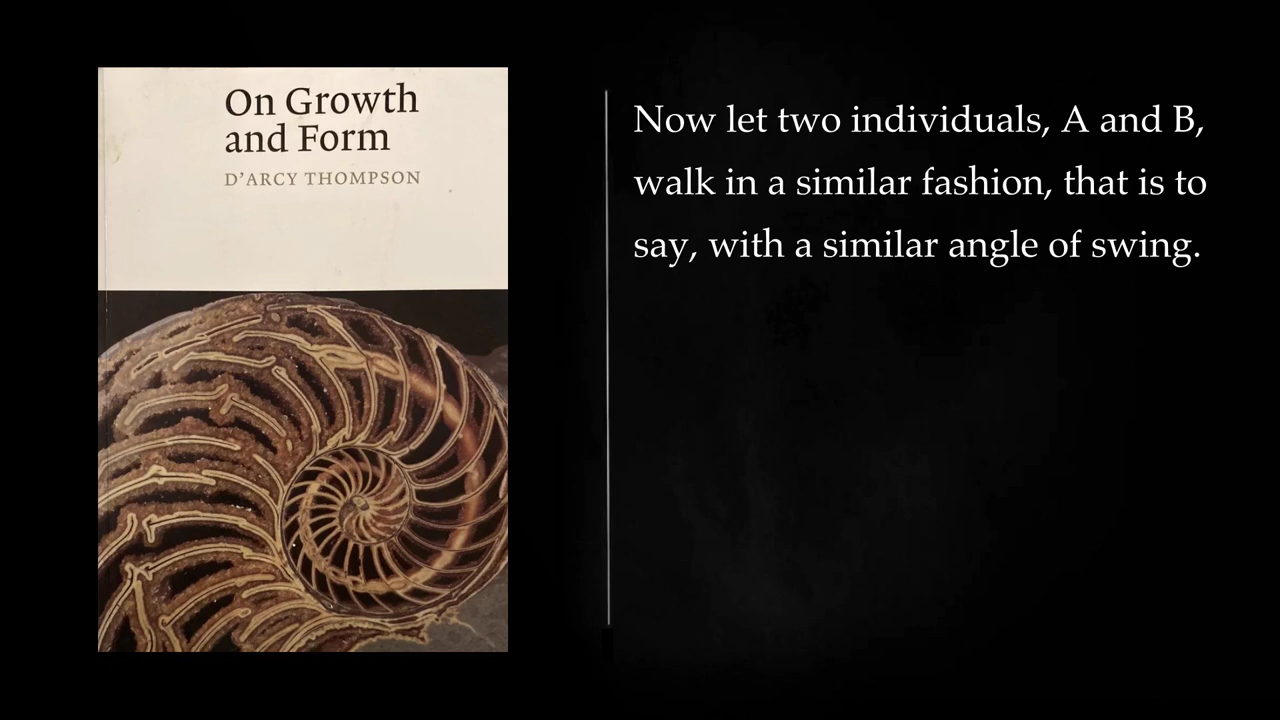 On Growth
and Form
D'ARCY THOMPSON
Now let two individuals, A and B,
walk in a similar fashion, that is to
say, with a similar angle of swing.